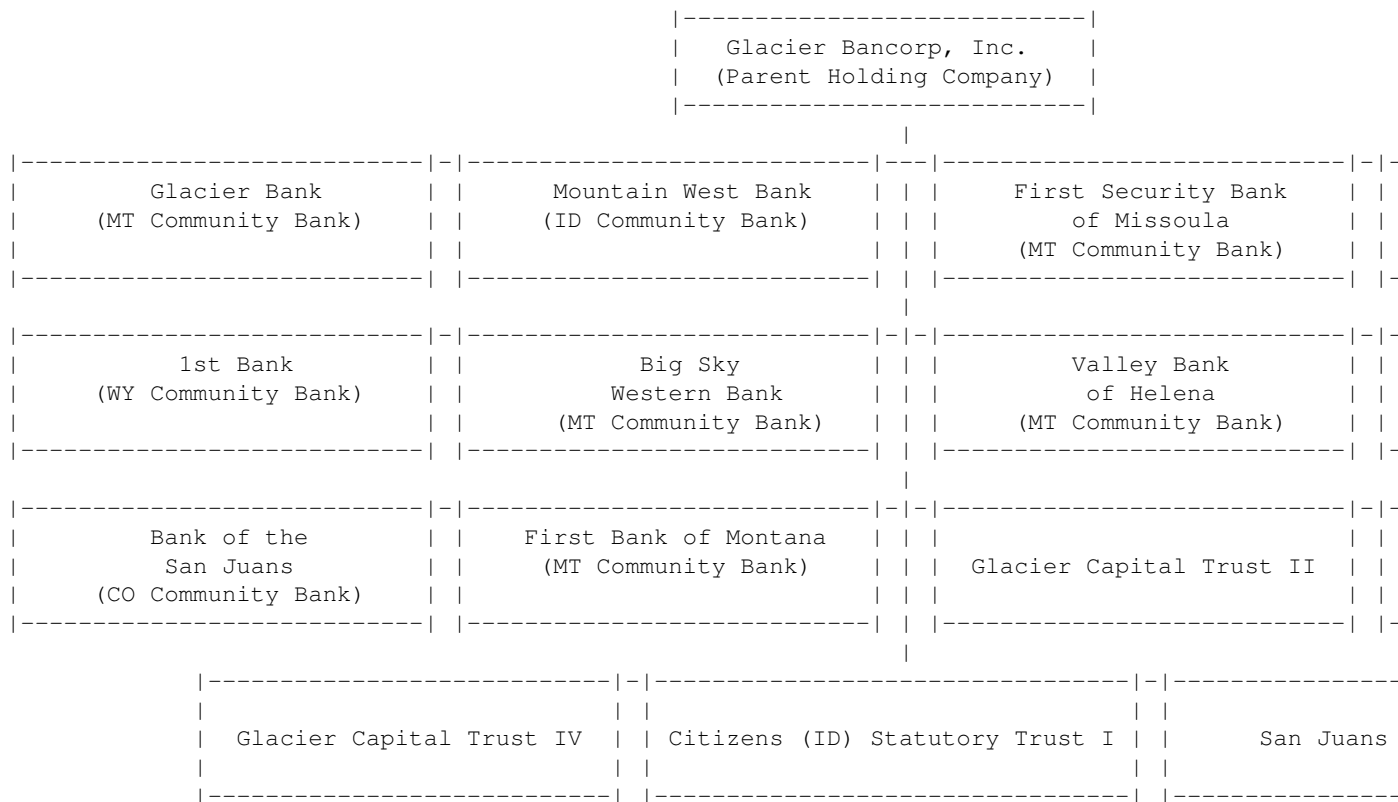 Glacier Bancorp, Inc.
(Parent Holding Company)
Glacier Bank
(MT Community Bank)
Mountain West Bank
(ID Community Bank)
First Security Bank
of Missoula
(MT Community Bank)
1st Bank
(WY Community Bank)
Big Sky
Western Bank
(MT Community Bank)
Valley Bank
of Helena
(MT Community Bank)
Bank of the
San Juans
(CO Community Bank)
First Bank of Montana
(MT Community Bank)
Glacier Capital Trust II
Glacier Capital Trust IV
Citizens (ID) Statutory Trust I
San Juans